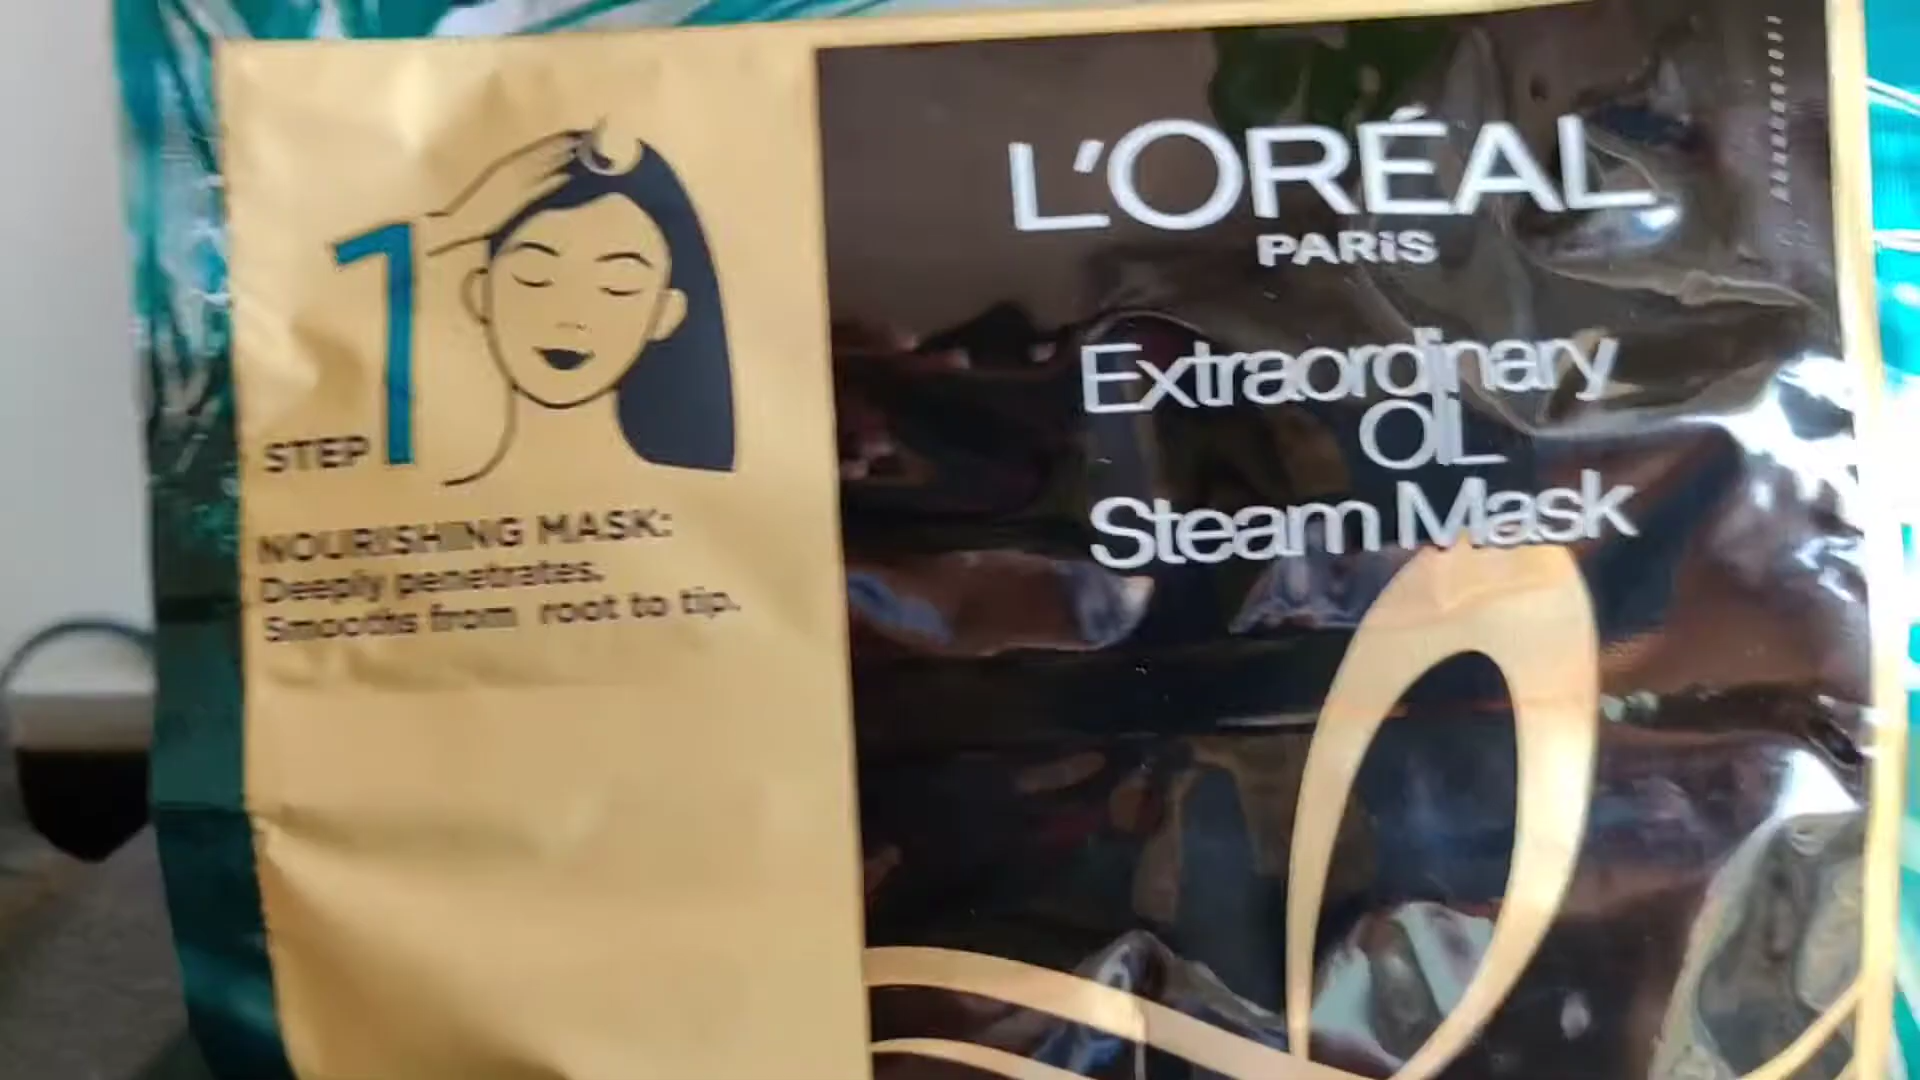 1
STEP
NOURISHING MASK:
Deeply penetrates.
Smooths from root to tip.
L'ORÉAL
PARIS
Extraordinary
OIL
Steam Mask